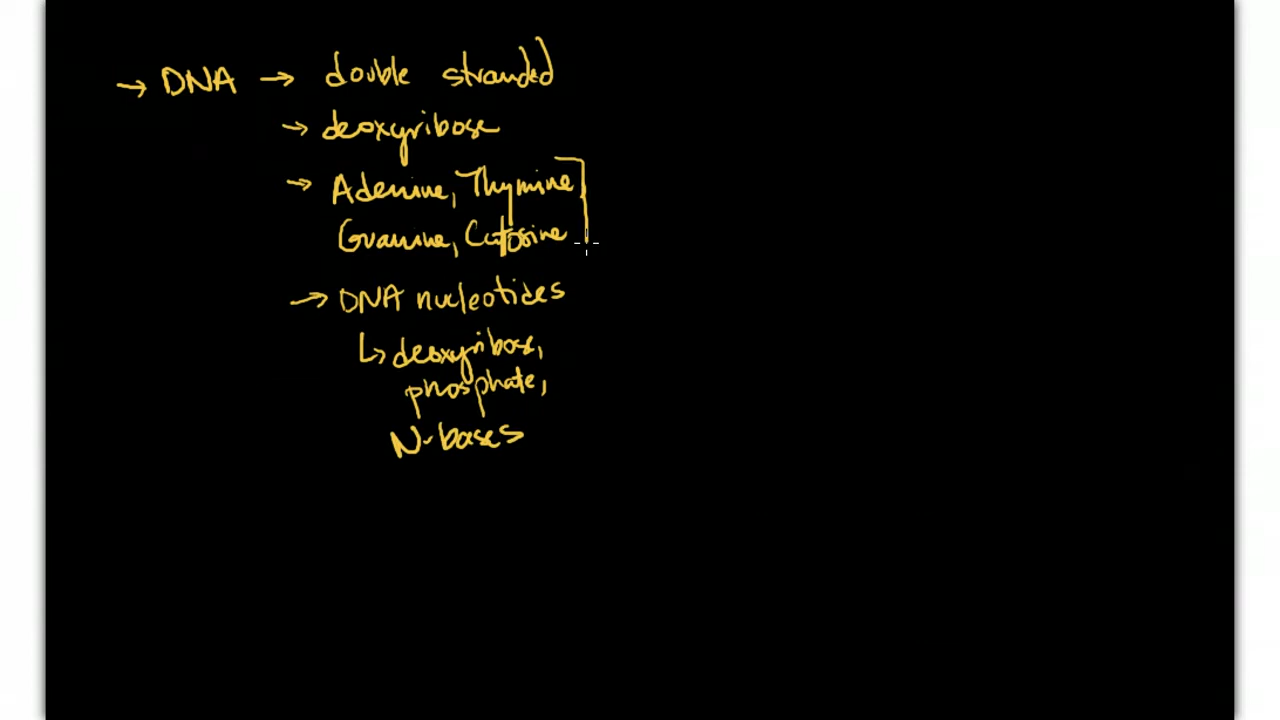 → DNA → double stranded
→ deoxyribose
→ Adenine, Thymine
Guanine, Cytosine
→ DNA nucleotides
↳ deoxyribose,
phosphate,
N-bases